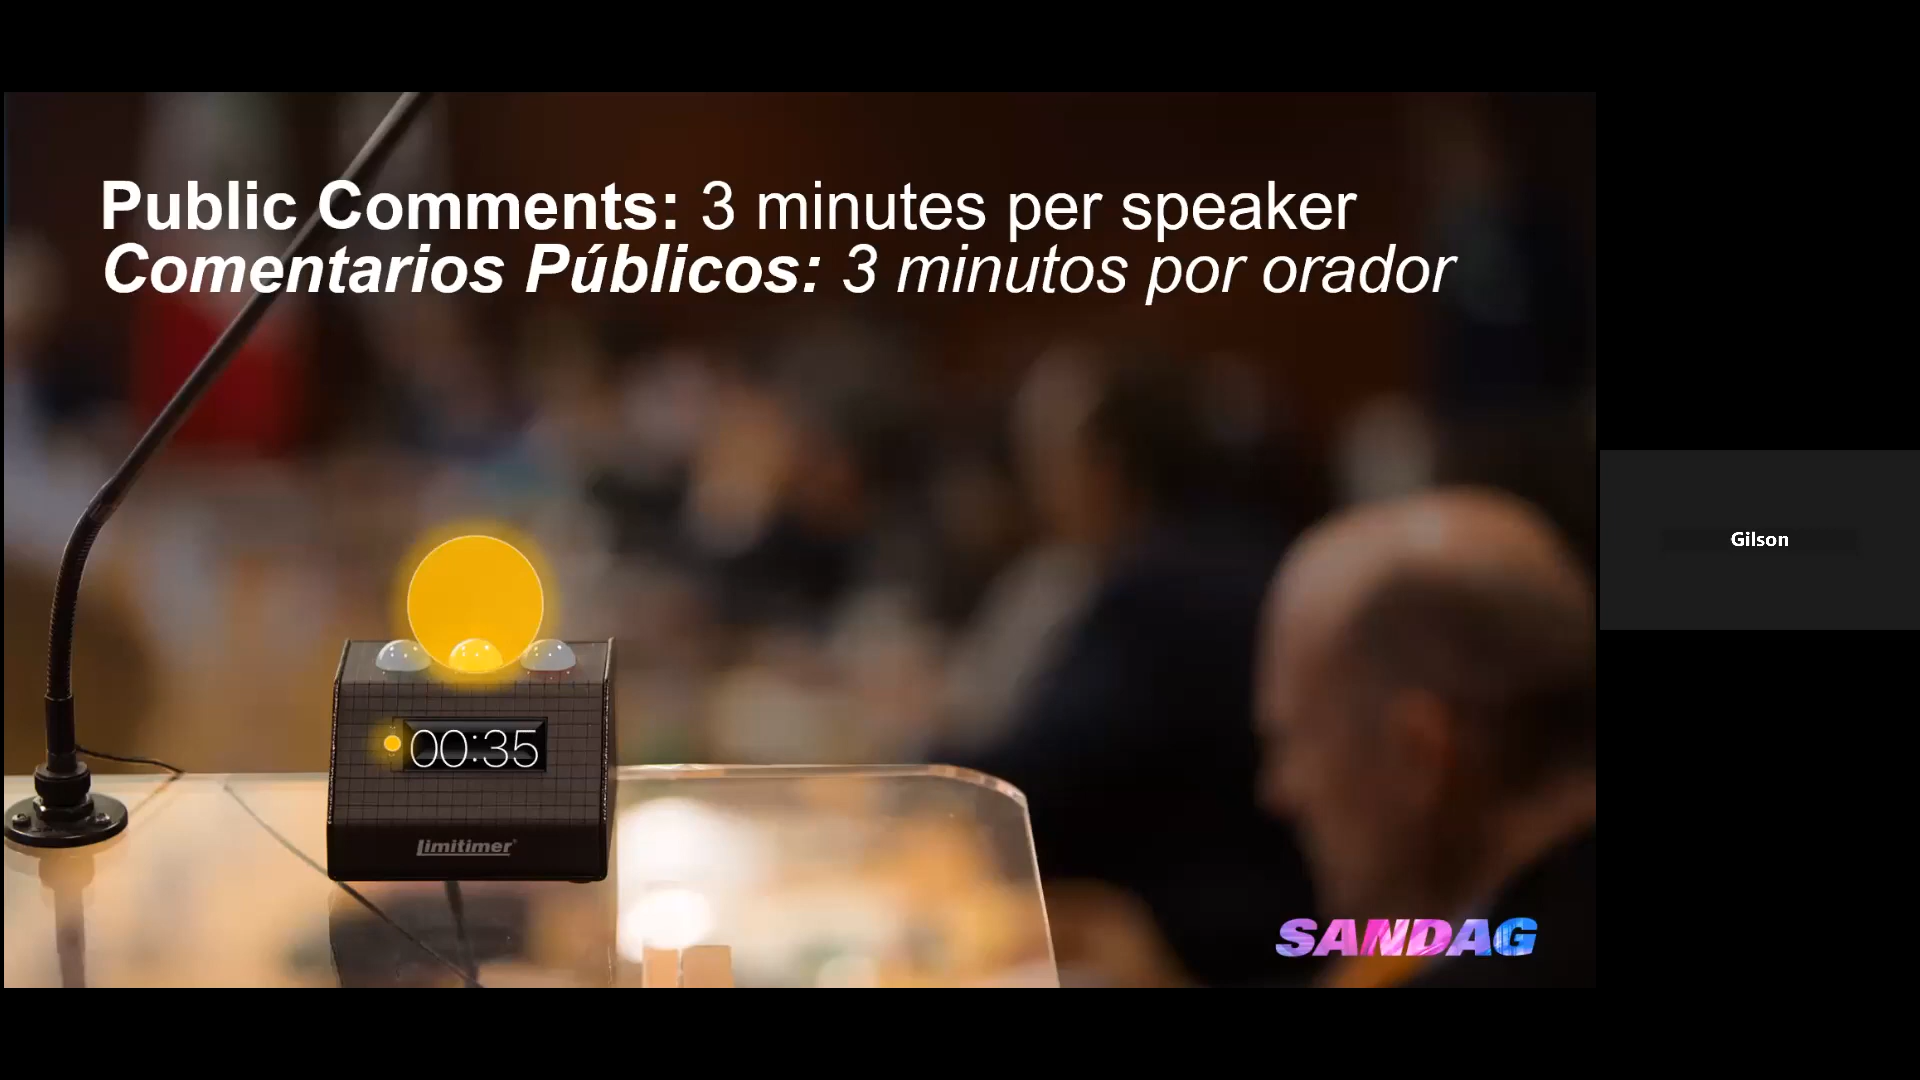 Public Comments: 3 minutes per speaker
Comentarios Públicos: 3 minutos por orador
Gilson
00:35
limitimer
SANDAG